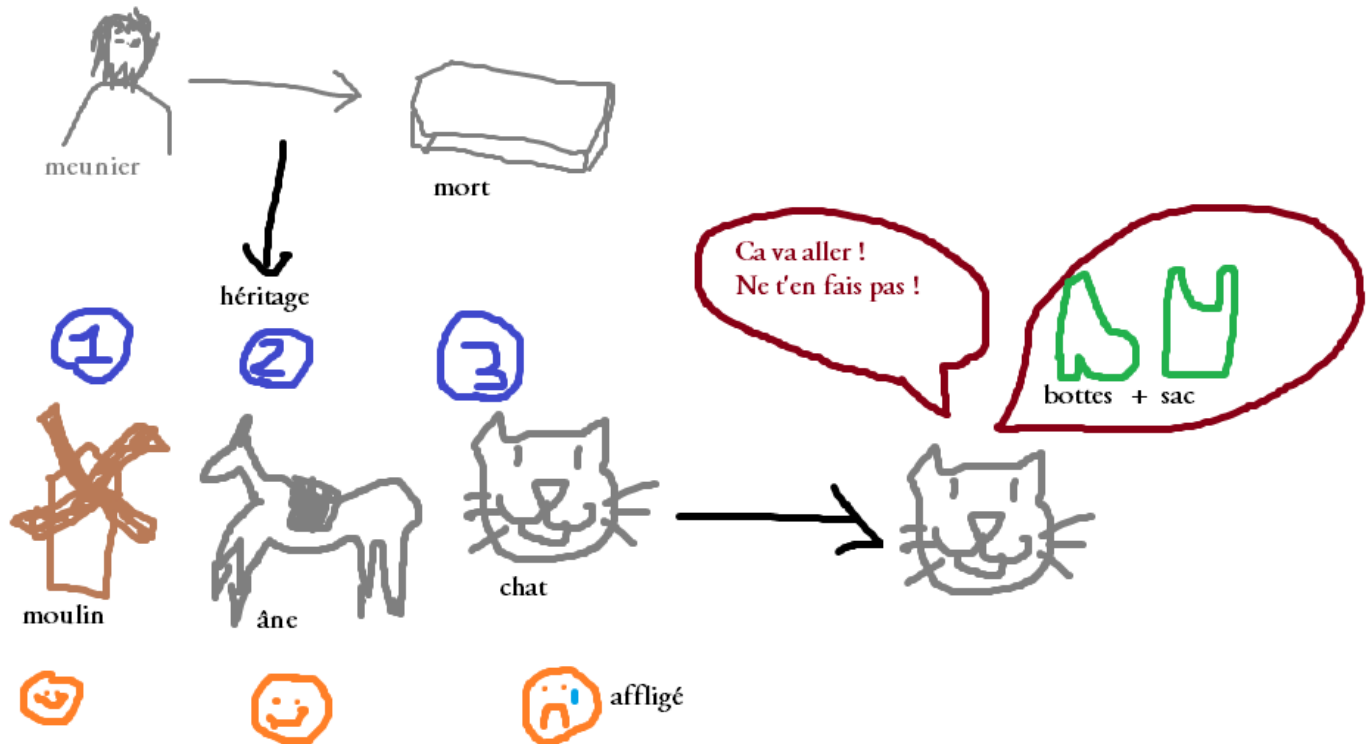 meunier
mort
héritage
1
2
3
Ca va aller !
Ne t'en fais pas !
bottes + sac
moulin
âne
chat
affligé